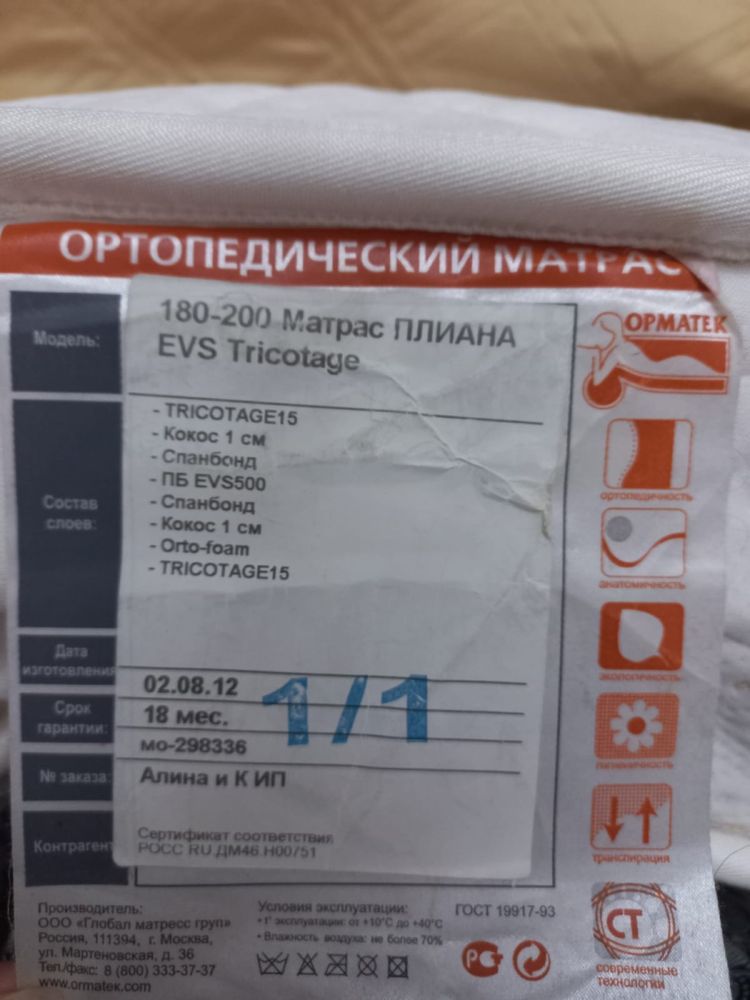 ОРТОПЕДИЧЕСКИЙ МАТРАС
ОРМАТЕК
Модель:
180-200 Матрас ПЛИАНА
EVS Tricotage
Состав
слоев:
- TRICOTAGE15
- Кокос 1 см
- Спанбонд
- ПБ EVS500
- Спанбонд
- Кокос 1 см
- Orto-foam
- TRICOTAGE15
ортопедичность
анатомичность
экологичность
гигиеничность
транспирация
СТ
современные
технологии
Дата
изготовления
02.08.12
1/1
Срок
гарантии:
18 мес.
№ заказа:
мо-298336
Контрагент
Алина и К ИП
Сертификат соответствия
РОСС RU.ДМ46.Н00751
Производитель:
ООО «Глобал матресс груп»
Россия, 111394, г. Москва,
ул. Мартеновская, д. 36
Тел./факс: 8 (800) 333-37-37
www.ormatek.com
Условия эксплуатации:
• t° эксплуатации: от +10°С до +40°С
• Влажность воздуха: не более 70%
ГОСТ 19917-93